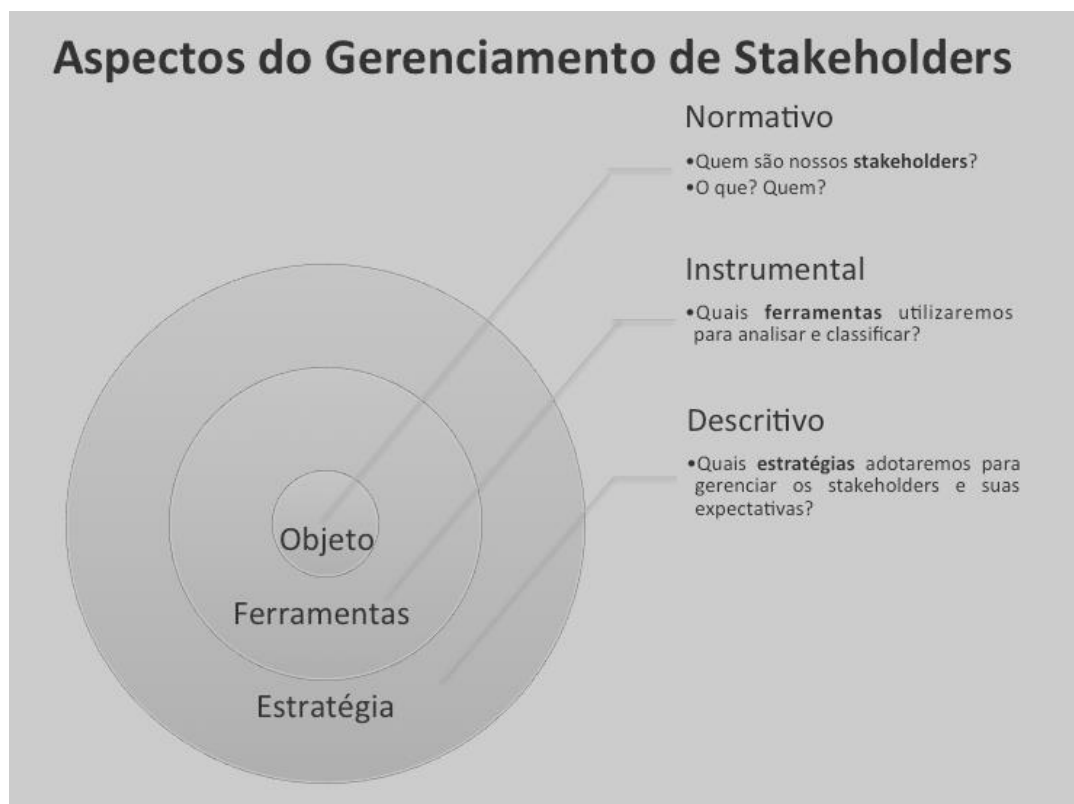 Aspectos do Gerenciamento de Stakeholders
Normativo
•Quem são nossos stakeholders?
•O que? Quem?
Instrumental
•Quais ferramentas utilizaremos
para analisar e classificar?
Descritivo
•Quais estratégias adotaremos para
gerenciar os stakeholders e suas
expectativas?
Objeto
Ferramentas
Estratégia